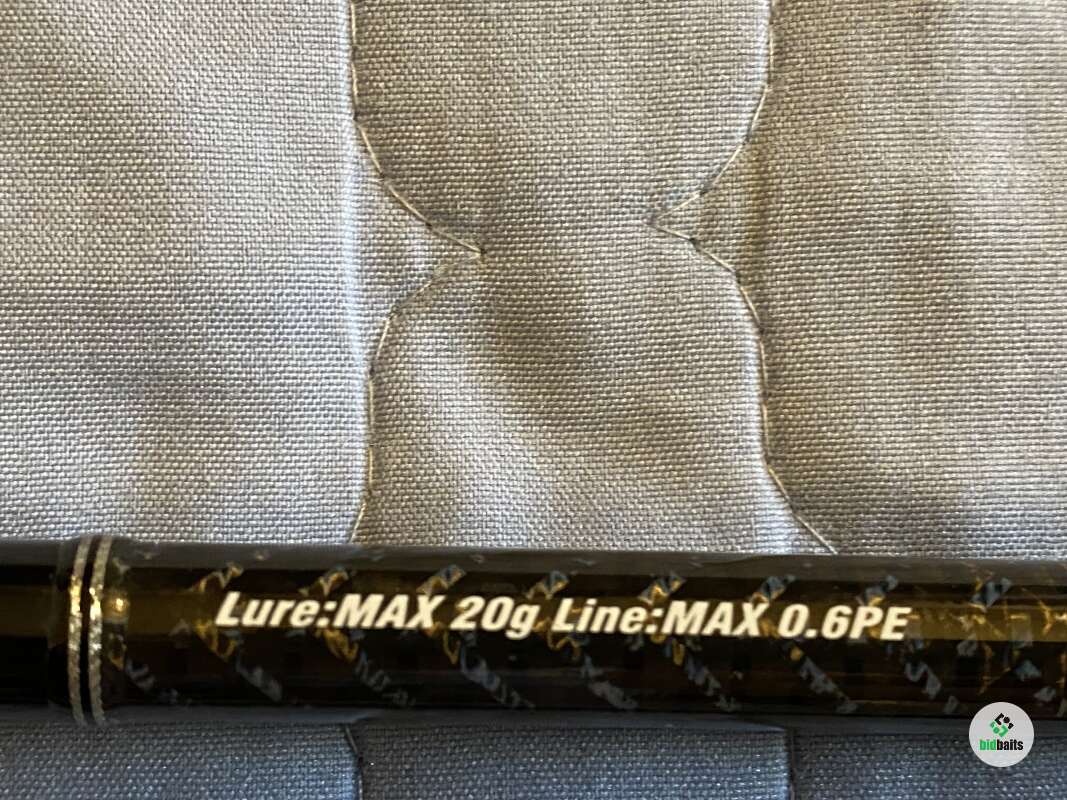 Lure:MAX 20g Line:MAX 0.6PE
bidbaits